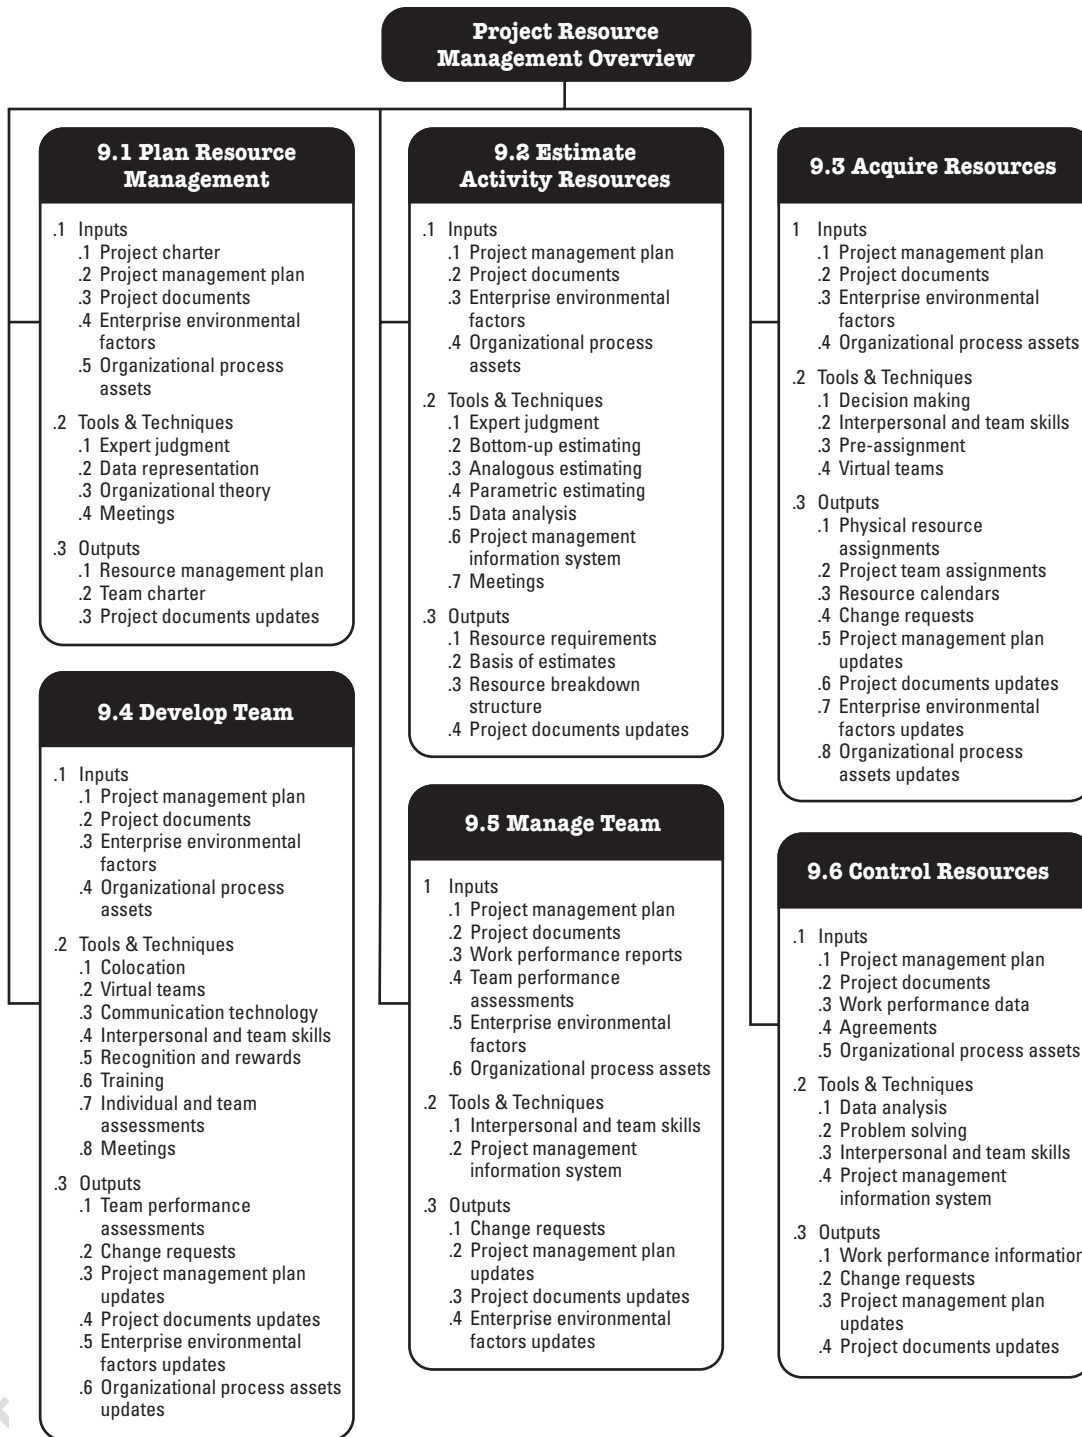 Project Resource
Management Overview
9.1 Plan Resource
Management
.1 Inputs
.1 Project charter
.2 Project management plan
.3 Project documents
.4 Enterprise environmental
factors
.5 Organizational process
assets
.2 Tools & Techniques
.1 Expert judgment
.2 Data representation
.3 Organizational theory
.4 Meetings
.3 Outputs
.1 Resource management plan
.2 Team charter
.3 Project documents updates
9.2 Estimate
Activity Resources
.1 Inputs
.1 Project management plan
.2 Project documents
.3 Enterprise environmental
factors
.4 Organizational process
assets
.2 Tools & Techniques
.1 Expert judgment
.2 Bottom-up estimating
.3 Analogous estimating
.4 Parametric estimating
.5 Data analysis
.6 Project management
information system
.7 Meetings
.3 Outputs
.1 Resource requirements
.2 Basis of estimates
.3 Resource breakdown
structure
.4 Project documents updates
9.3 Acquire Resources
1 Inputs
.1 Project management plan
.2 Project documents
.3 Enterprise environmental
factors
.4 Organizational process assets
.2 Tools & Techniques
.1 Decision making
.2 Interpersonal and team skills
.3 Pre-assignment
.4 Virtual teams
.3 Outputs
.1 Physical resource
assignments
.2 Project team assignments
.3 Resource calendars
.4 Change requests
.5 Project management plan
updates
.6 Project documents updates
.7 Enterprise environmental
factors updates
.8 Organizational process
assets updates
9.4 Develop Team
.1 Inputs
.1 Project management plan
.2 Project documents
.3 Enterprise environmental
factors
.4 Organizational process
assets
.2 Tools & Techniques
.1 Colocation
.2 Virtual teams
.3 Communication technology
.4 Interpersonal and team skills
.5 Recognition and rewards
.6 Training
.7 Individual and team
assessments
.8 Meetings
.3 Outputs
.1 Team performance
assessments
.2 Change requests
.3 Project management plan
updates
.4 Project documents updates
.5 Enterprise environmental
factors updates
.6 Organizational process assets
updates
9.5 Manage Team
1 Inputs
.1 Project management plan
.2 Project documents
.3 Work performance reports
.4 Team performance
assessments
.5 Enterprise environmental
factors
.6 Organizational process assets
.2 Tools & Techniques
.1 Interpersonal and team skills
.2 Project management
information system
.3 Outputs
.1 Change requests
.2 Project management plan
updates
.3 Project documents updates
.4 Enterprise environmental
factors updates
9.6 Control Resources
.1 Inputs
.1 Project management plan
.2 Project documents
.3 Work performance data
.4 Agreements
.5 Organizational process assets
.2 Tools & Techniques
.1 Data analysis
.2 Problem solving
.3 Interpersonal and team skills
.4 Project management
information system
.3 Outputs
.1 Work performance information
.2 Change requests
.3 Project management plan
updates
.4 Project documents updates